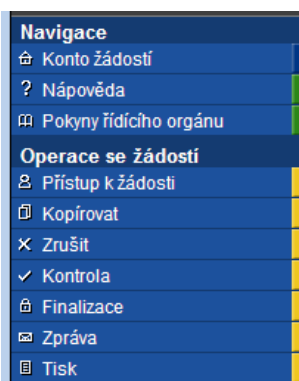 Navigace
Konto žádostí
? Nápověda
Pokyny řídícího orgánu
Operace se žádostí
Přístup k žádosti
Kopírovat
Zrušit
Kontrola
Finalizace
Zpráva
Tisk